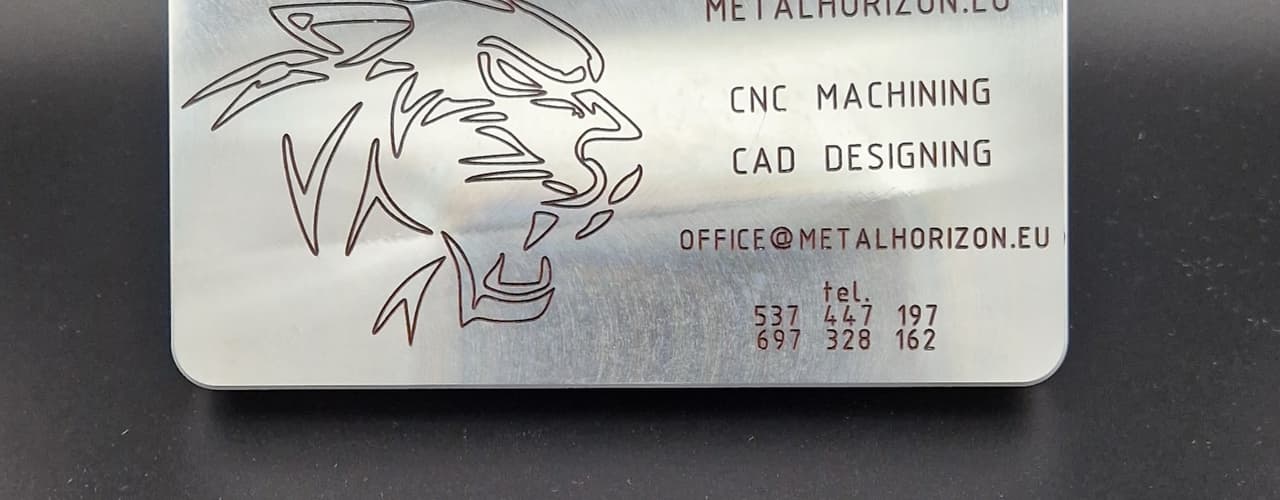 METALHORIZON.EU
CNC MACHINING
CAD DESIGNING
OFFICE@METALHORIZON.EU
tel.
537 447 197
697 328 162